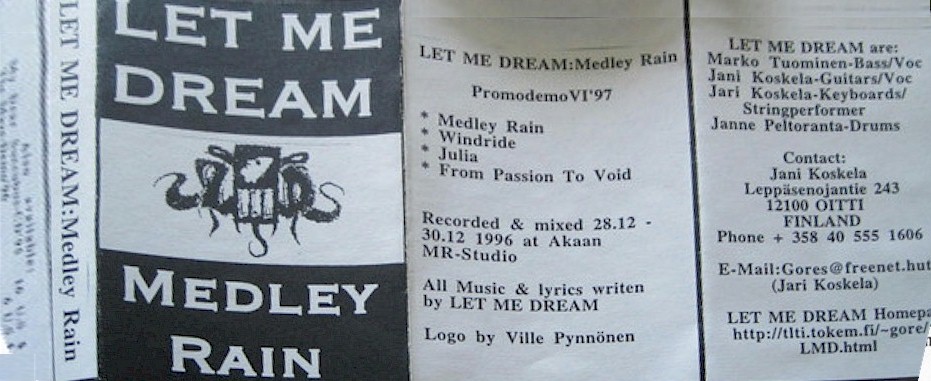 LET ME DREAM:Medley Rain
LET ME
DREAM
MEDLEY
RAIN
LET ME DREAM:Medley Rain
PromodemoVI'97
* Medley Rain
* Windride
* Julia
* From Passion To Void
Recorded & mixed 28.12 -
30.12 1996 at Akaan
MR-Studio
All Music & lyrics writen
by LET ME DREAM
Logo by Ville Pynnönen
LET ME DREAM are:
Marko Tuominen-Bass/Voc
Jani Koskela-Guitars/Voc
Jari Koskela-Keyboards/
Stringperformer
Janne Peltoranta-Drums
Contact:
Jani Koskela
Leppäsenojantie 243
12100 OITTI
FINLAND
Phone + 358 40 555 1606
E-Mail:Gores@freenet.hut
(Jari Koskela)
LET ME DREAM Homepa
http://tlti.tokem.fi/~gore/
LMD.html